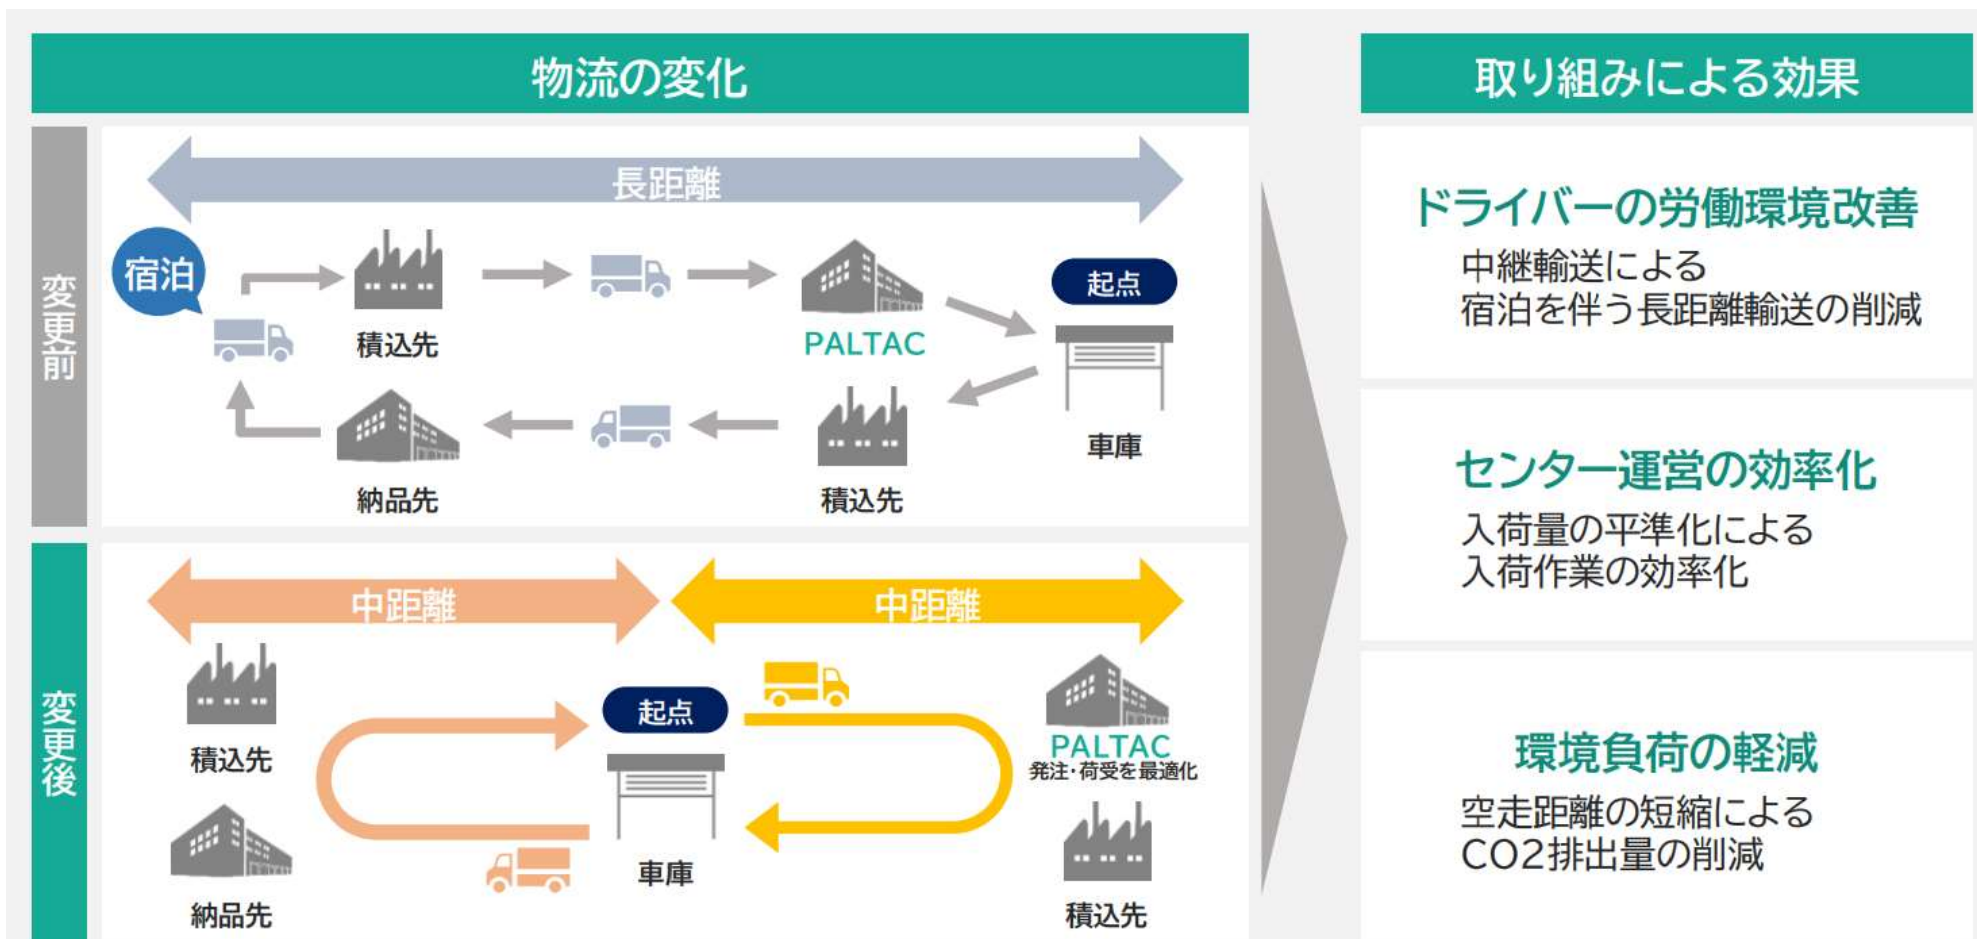 物流の変化
取り組みによる効果
変更前
長距離
宿泊
積込先
PALTAC
起点
車庫
納品先
積込先
変更後
中距離
中距離
積込先
起点
PALTAC
発注・荷受を最適化
車庫
納品先
積込先
ドライバーの労働環境改善
中継輸送による
宿泊を伴う長距離輸送の削減
センター運営の効率化
入荷量の平準化による
入荷作業の効率化
環境負荷の軽減
空走距離の短縮による
CO2排出量の削減